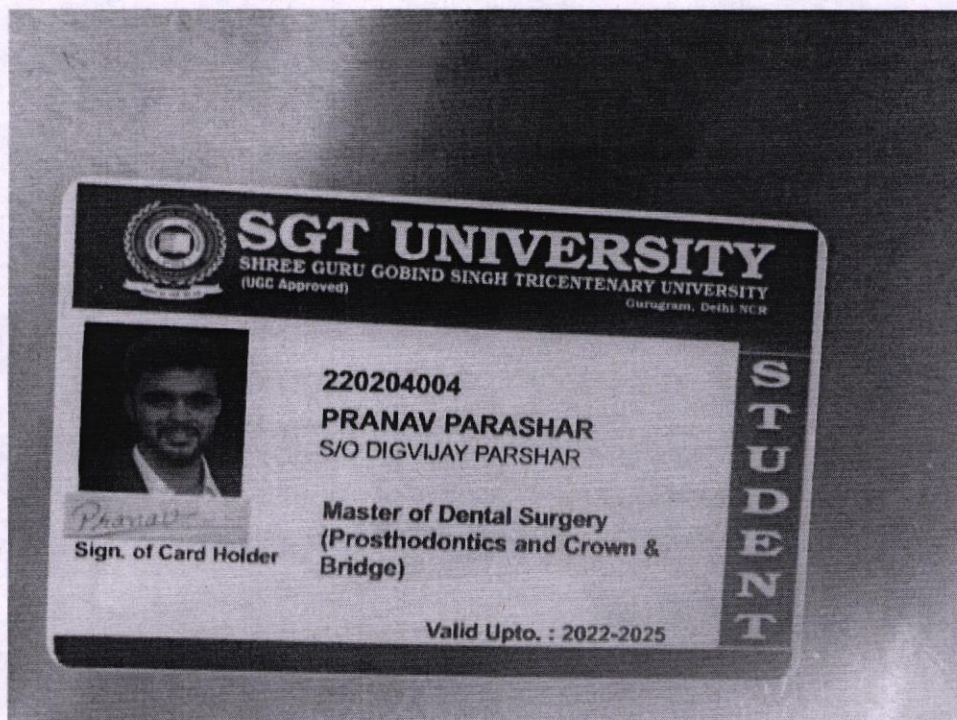 SGT UNIVERSITY
SHREE GURU GOBIND SINGH TRICENTENARY UNIVERSITY
(UGC Approved)
Gurugram, Delhi-NCR
220204004
PRANAV PARASHAR
S/O DIGVIJAY PARSHAR
Master of Dental Surgery
(Prosthodontics and Crown &
Bridge)
Pranav
Sign. of Card Holder
Valid Upto. : 2022-2025
STUDENT